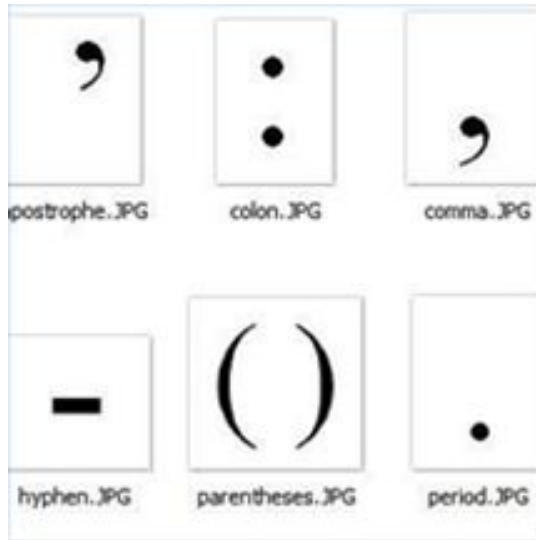 ’ : ,
postrophe.JPG colon.JPG comma.JPG
- ( ) .
hyphen.JPG parentheses.JPG period.JPG